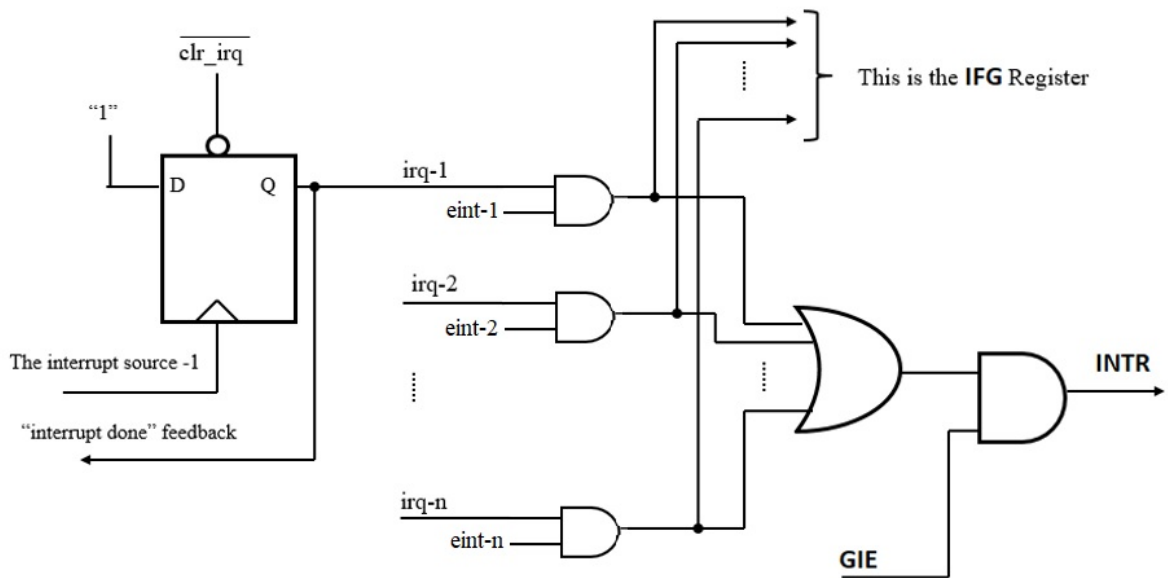 clr_irq
“1”
This is the IFG Register
D
Q
irq-1
eint-1
irq-2
eint-2
The interrupt source -1
“interrupt done” feedback
INTR
irq-n
eint-n
GIE